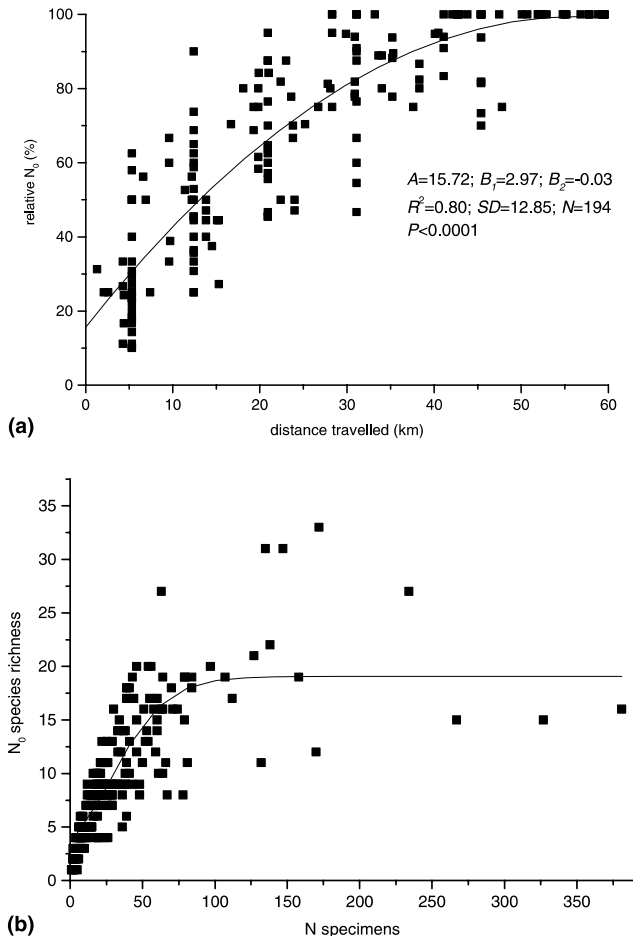 100
80
60
40
20
0
relative N₀ (%)
A=15.72; B₁=2.97; B₂=-0.03
R²=0.80; SD=12.85; N=194
P<0.0001
0 10 20 30 40 50 60
(a)
distance travelled (km)
35
30
25
20
15
10
5
0
N₀ species richness
0 50 100 150 200 250 300 350
(b)
N specimens